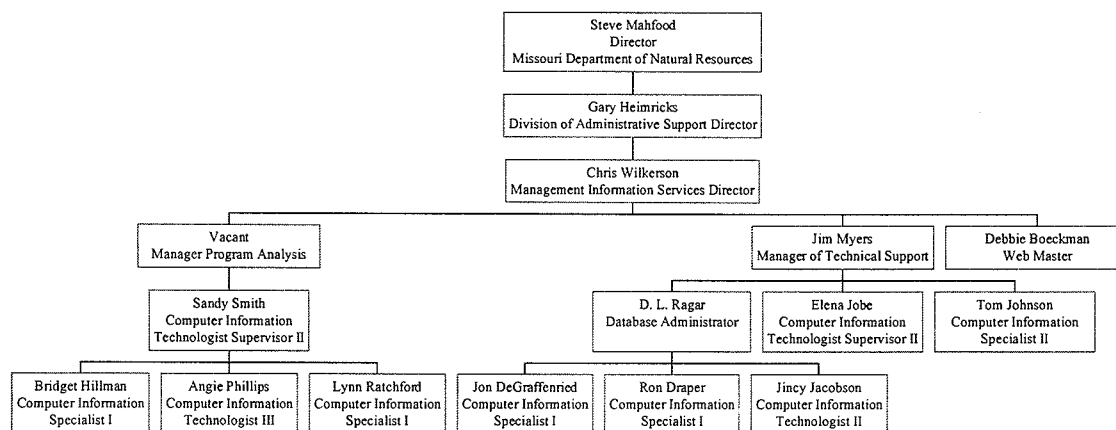 Steve Mahfood
Director
Missouri Department of Natural Resources
Gary Heimricks
Division of Administrative Support Director
Chris Wilkerson
Management Information Services Director
Vacant
Manager Program Analysis
Jim Myers
Manager of Technical Support
Debbie Boeckman
Web Master
Sandy Smith
Computer Information
Technologist Supervisor II
D. L. Ragar
Database Administrator
Elena Jobe
Computer Information
Technologist Supervisor II
Tom Johnson
Computer Information
Specialist II
Bridget Hillman
Computer Information
Specialist I
Angie Phillips
Computer Information
Technologist III
Lynn Ratchford
Computer Information
Specialist I
Jon DeGraffenried
Computer Information
Specialist I
Ron Draper
Computer Information
Specialist I
Jincy Jacobson
Computer Information
Technologist II